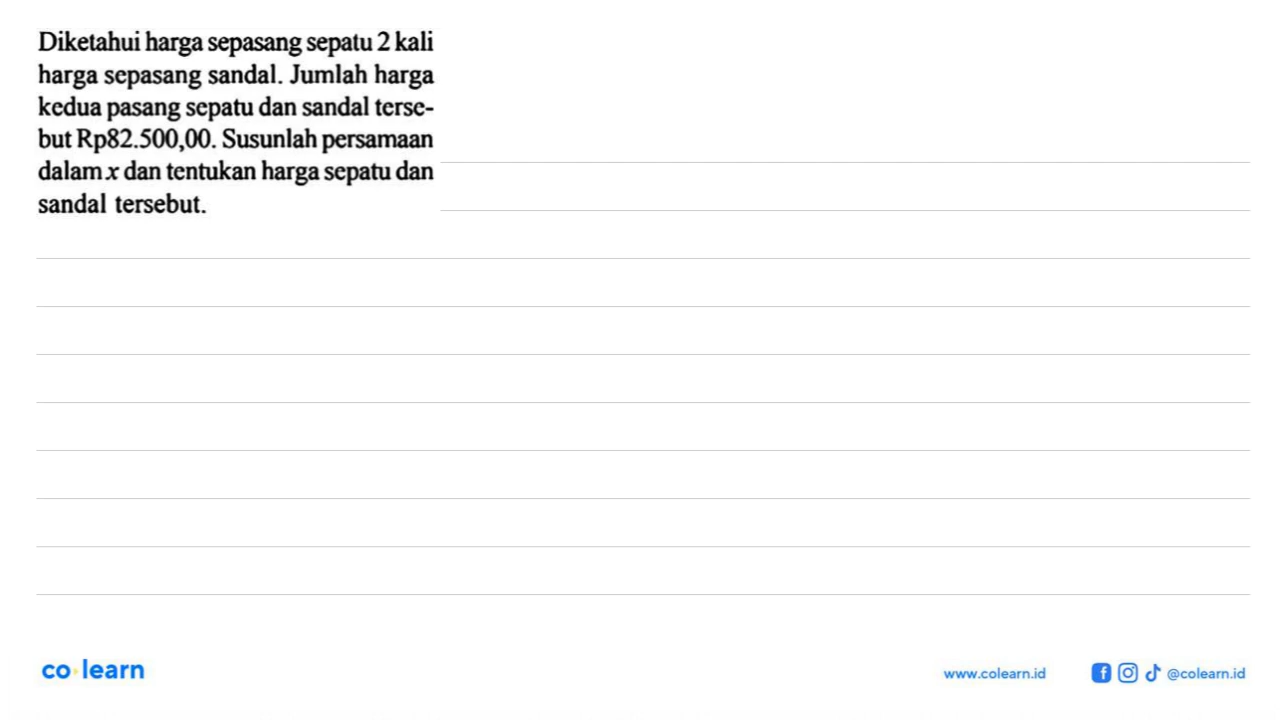 Diketahui harga sepasang sepatu 2 kali
harga sepasang sandal. Jumlah harga
kedua pasang sepatu dan sandal terse-
but Rp82.500,00. Susunlah persamaan
dalam x dan tentukan harga sepatu dan
sandal tersebut.
co learn
www.colearn.id
@colearn.id